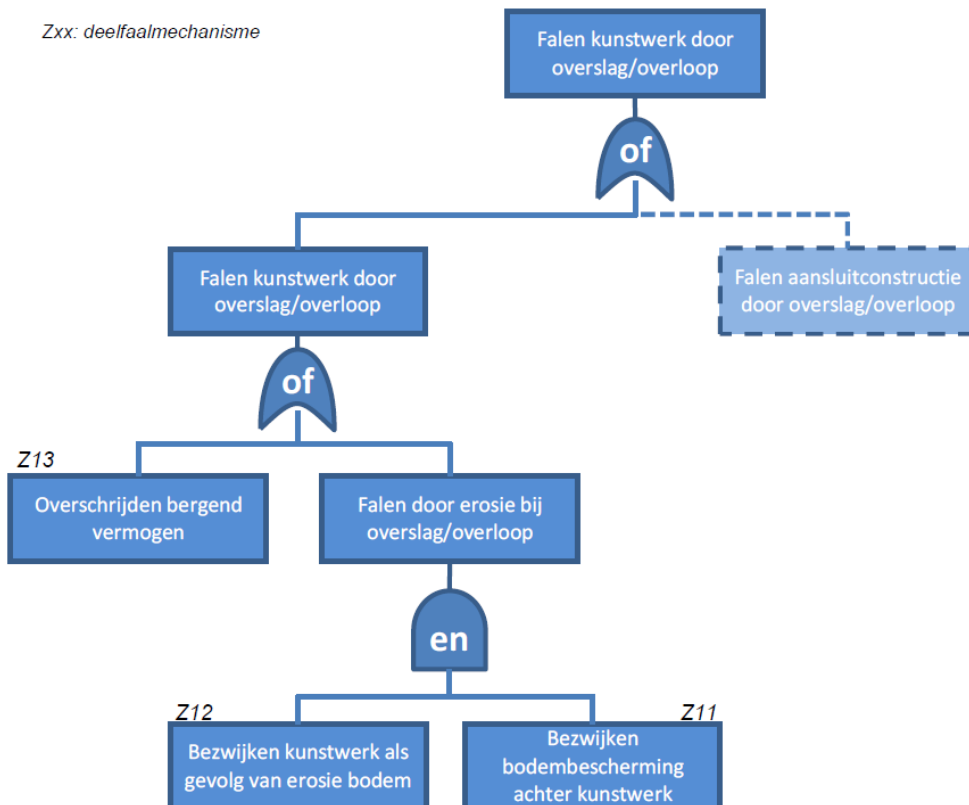 Zxx: deelfaalmechanisme
Falen kunstwerk door
overslag/overloop
of
Falen kunstwerk door
overslag/overloop
Falen aansluitconstructie
door overslag/overloop
of
Z13
Overschrijden bergend
vermogen
Falen door erosie bij
overslag/overloop
en
Z12
Bezwijken kunstwerk als
gevolg van erosie bodem
Z11
Bezwijken
bodembescherming
achter kunstwerk